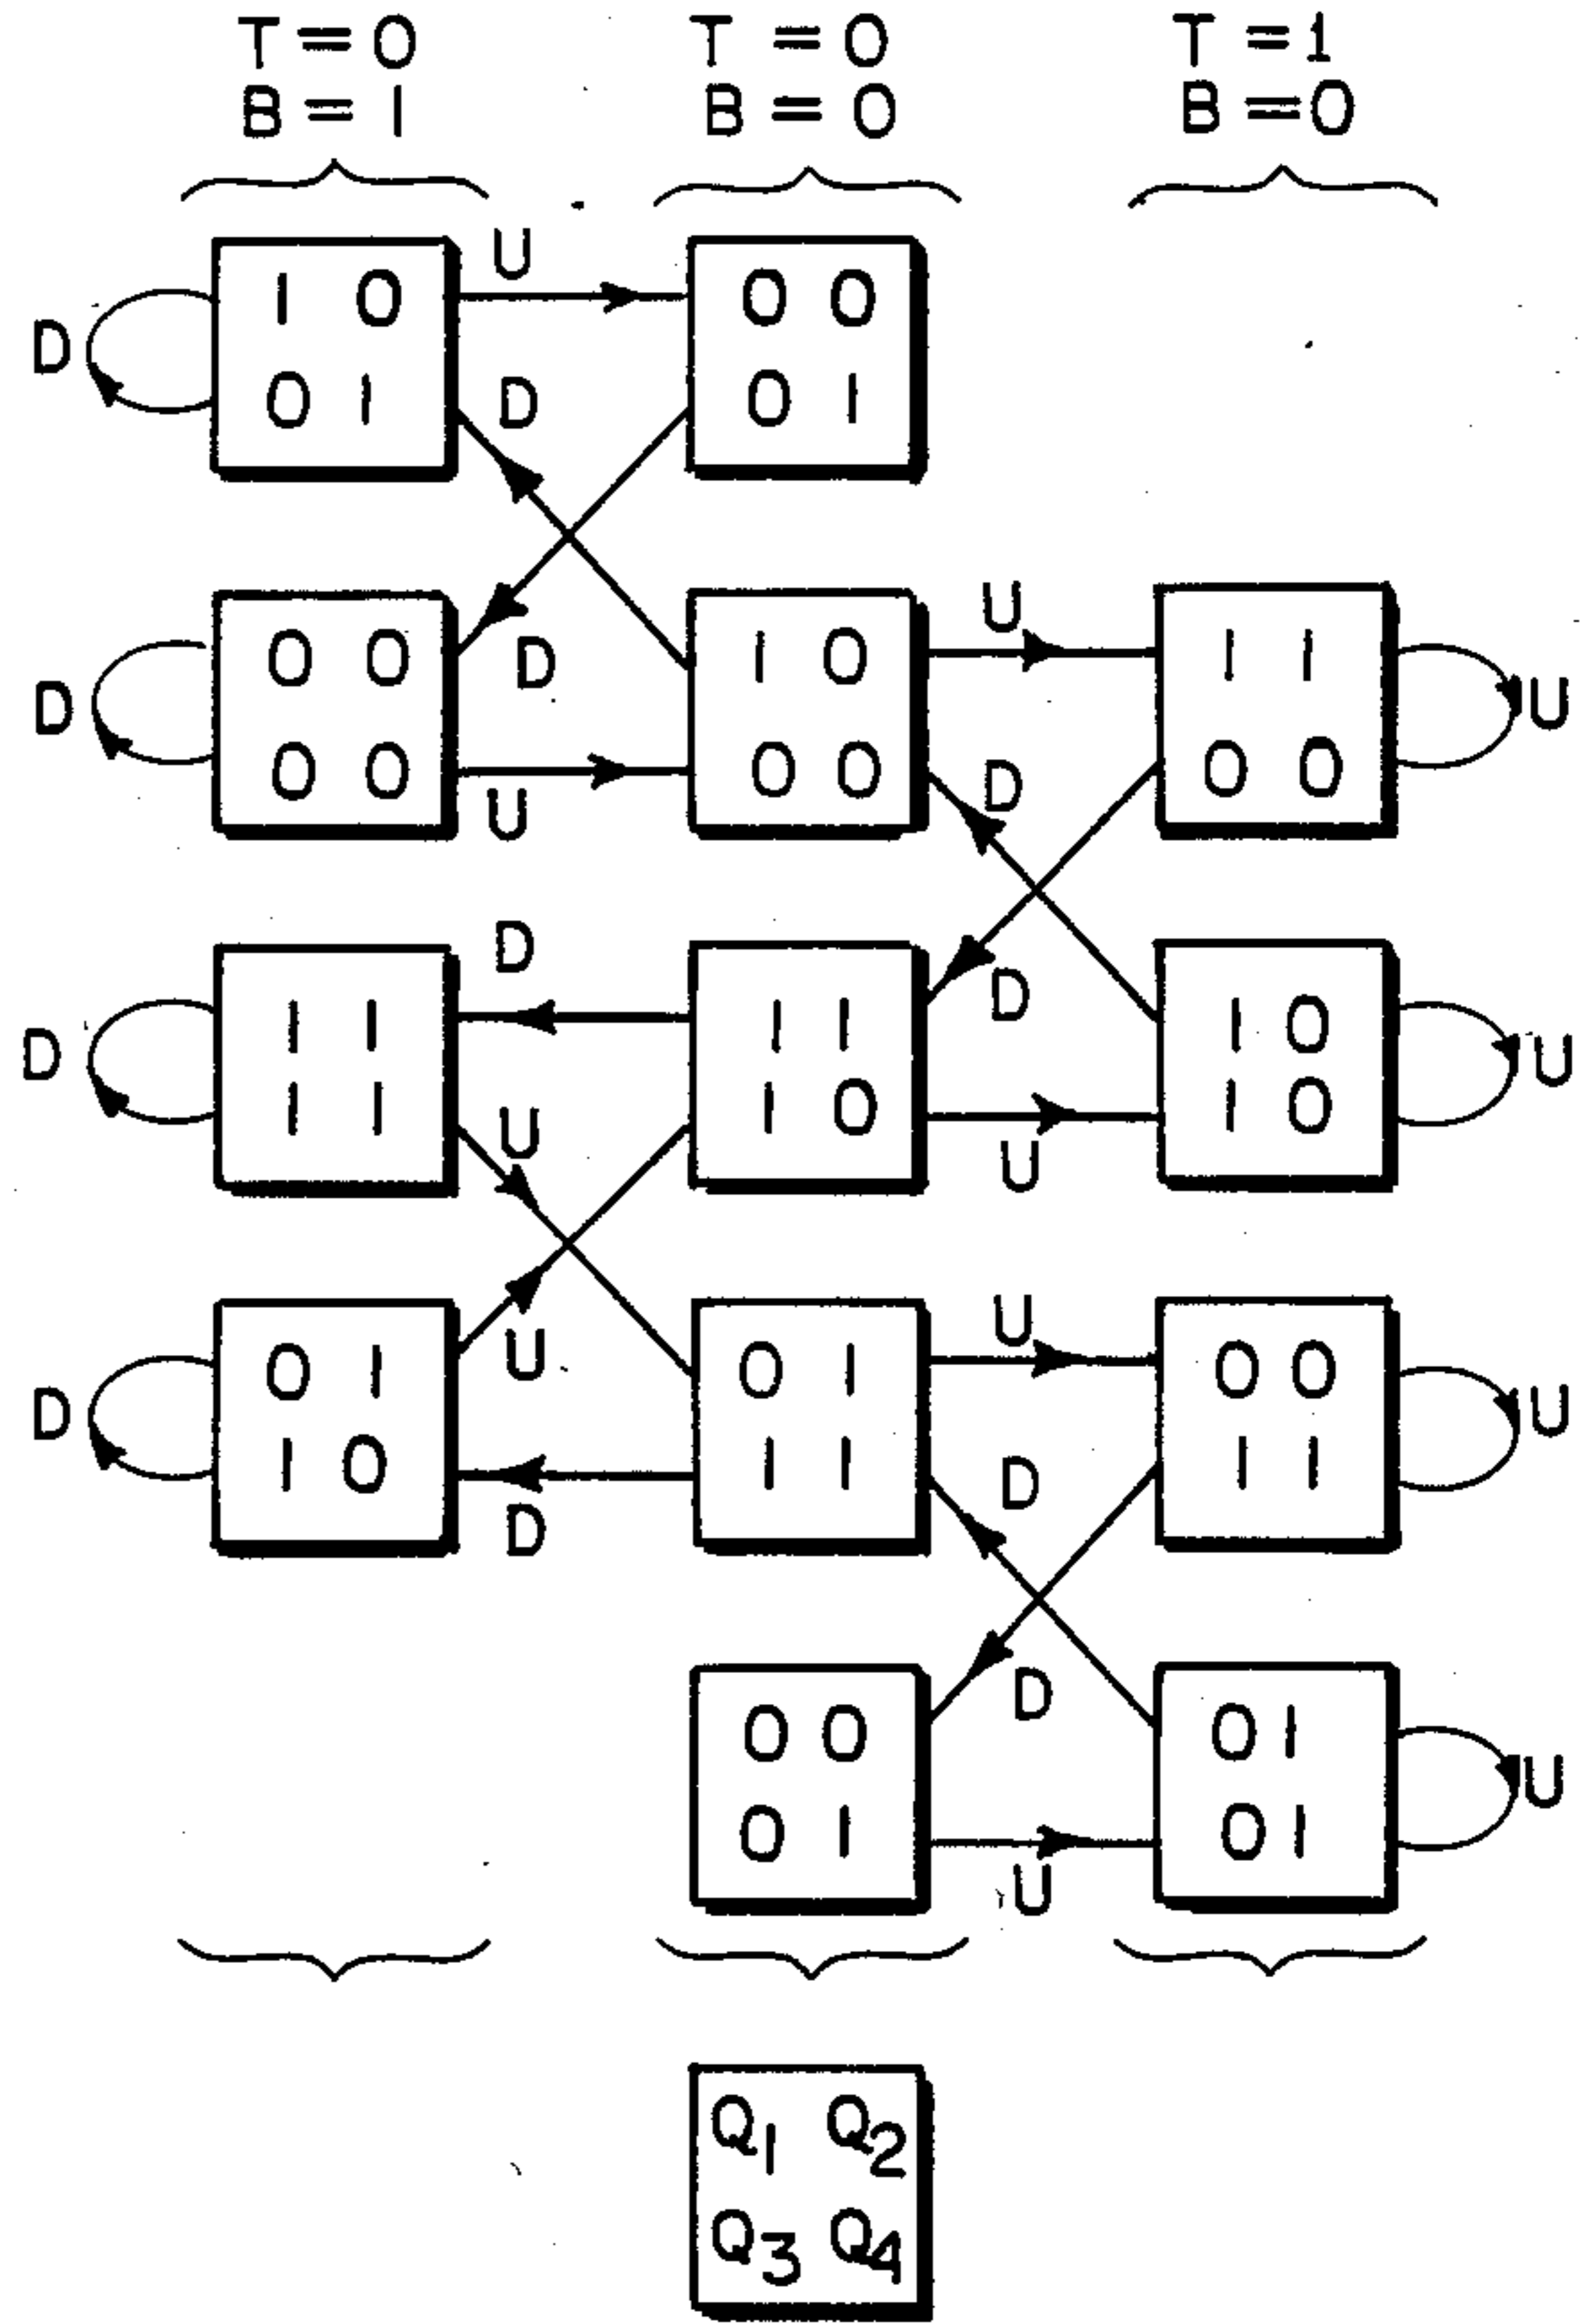 T=0 T=0 T=1
B=1 B=0 B=0
U
1 0 0 0
D
0 1 D 0 1
U
0 0 1 0 1 1
D D U
0 0 0 0 D 0 0
U
D
1 1 1 1 D 1 0
D U
1 1 U 1 0 1 0
U
U
0 1 U 0 1 0 0
D U
1 0 1 1 D 1 1
D
D
0 0 0 1
U
0 1 0 1
U
Q1 Q2
Q3 Q4